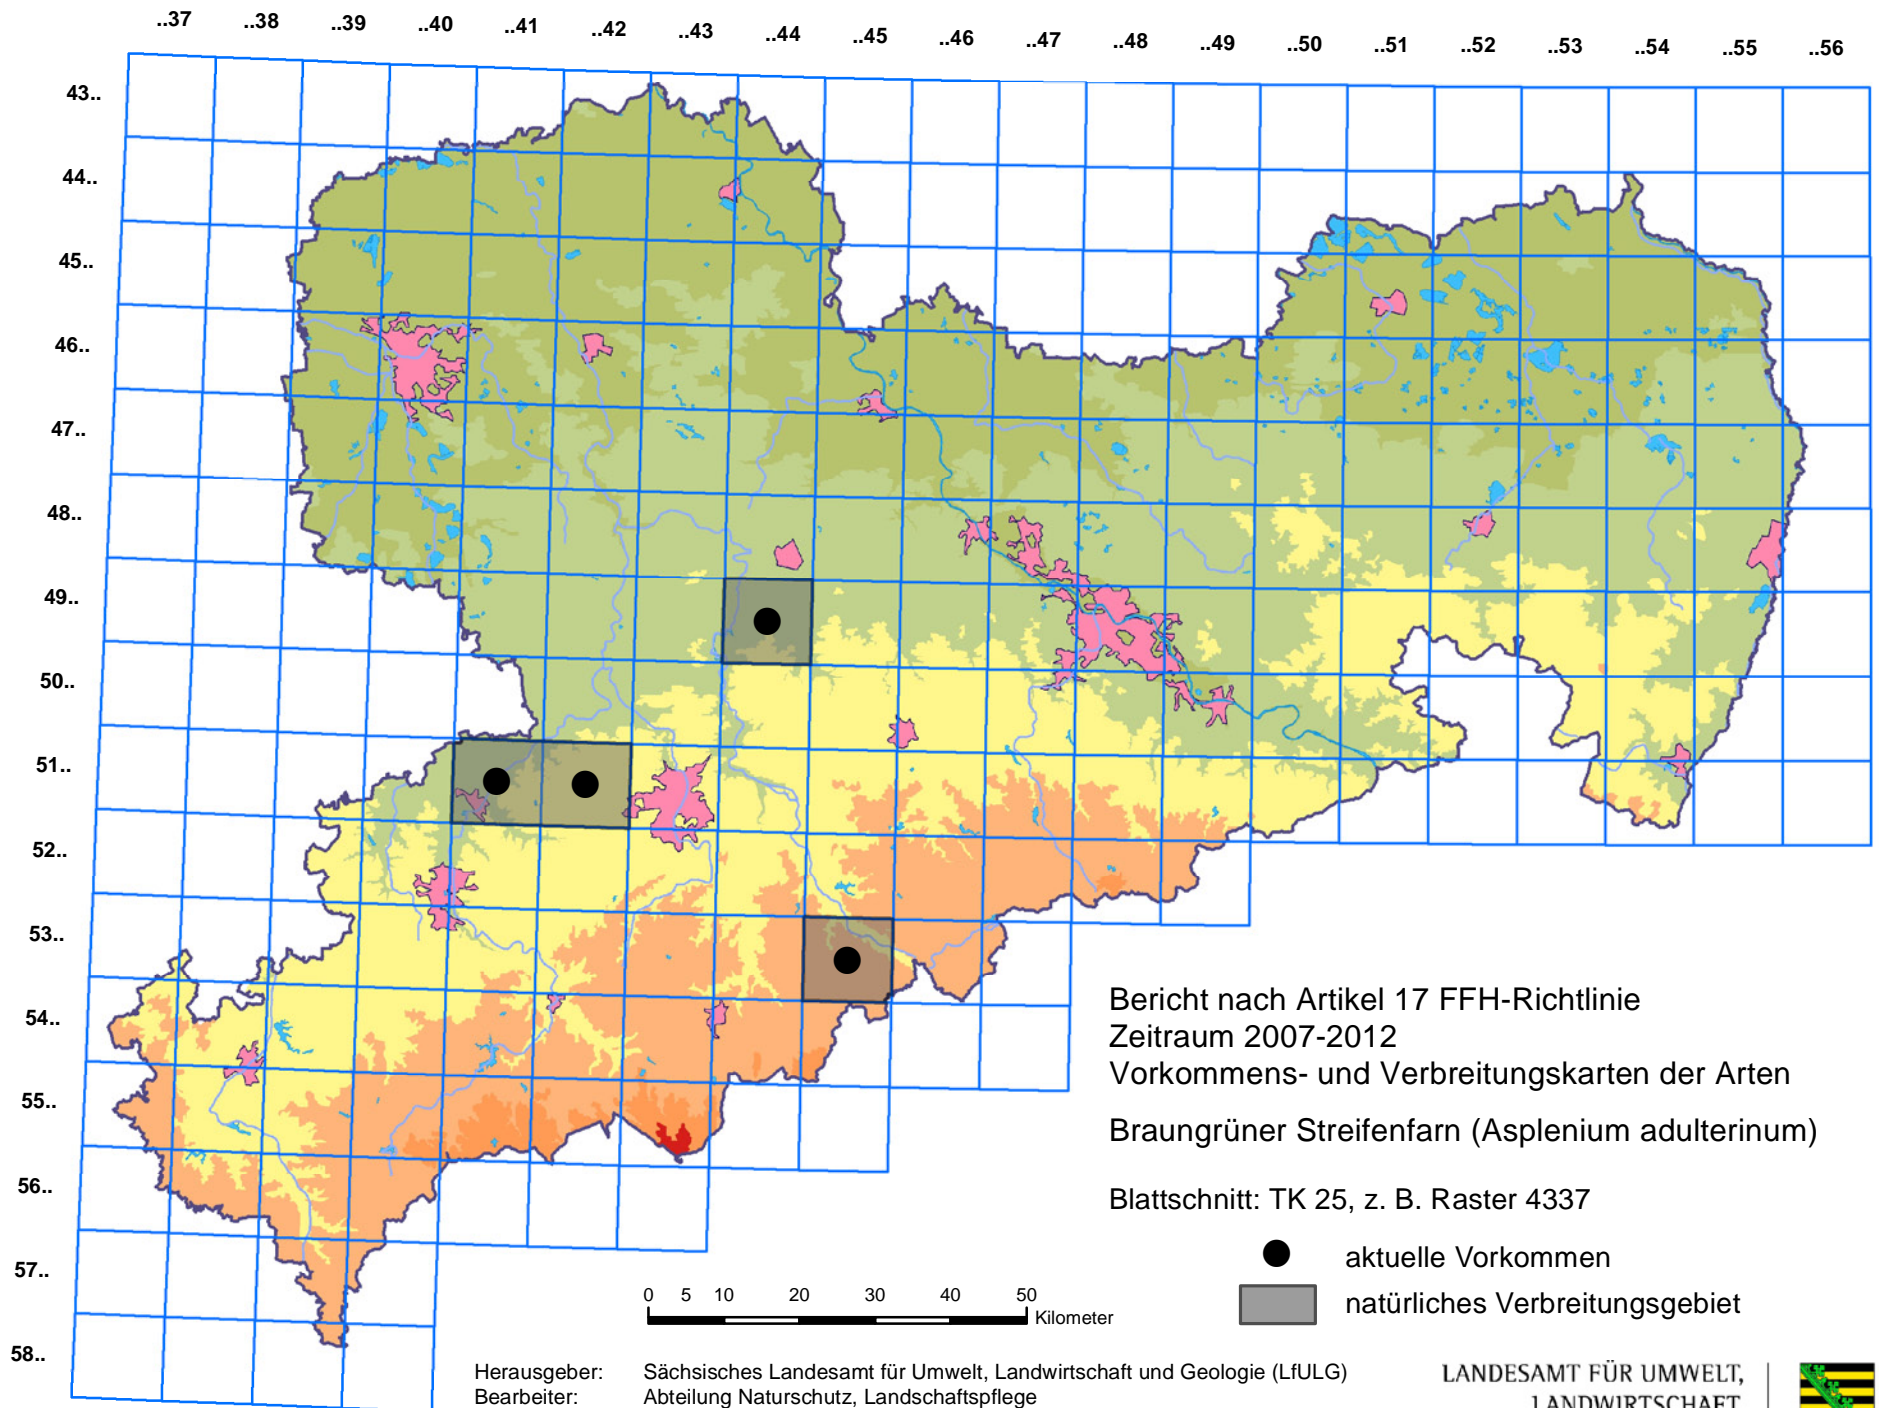 ..37 ..38 ..39 ..40 ..41 ..42 ..43 ..44 ..45 ..46 ..47 ..48 ..49 ..50 ..51 ..52 ..53 ..54 ..55 ..56
43..
44..
45..
46..
47..
48..
49..
50..
51..
52..
53..
54..
55..
56..
57..
58..
Bericht nach Artikel 17 FFH-Richtlinie
Zeitraum 2007-2012
Vorkommens- und Verbreitungskarten der Arten
Braungrüner Streifenfarn (Asplenium adulterinum)
Blattschnitt: TK 25, z. B. Raster 4337
aktuelle Vorkommen
natürliches Verbreitungsgebiet
0 5 10 20 30 40 50
Kilometer
Herausgeber: Sächsisches Landesamt für Umwelt, Landwirtschaft und Geologie (LfULG)
Bearbeiter: Abteilung Naturschutz, Landschaftspflege
LANDESAMT FÜR UMWELT,
LANDWIRTSCHAFT